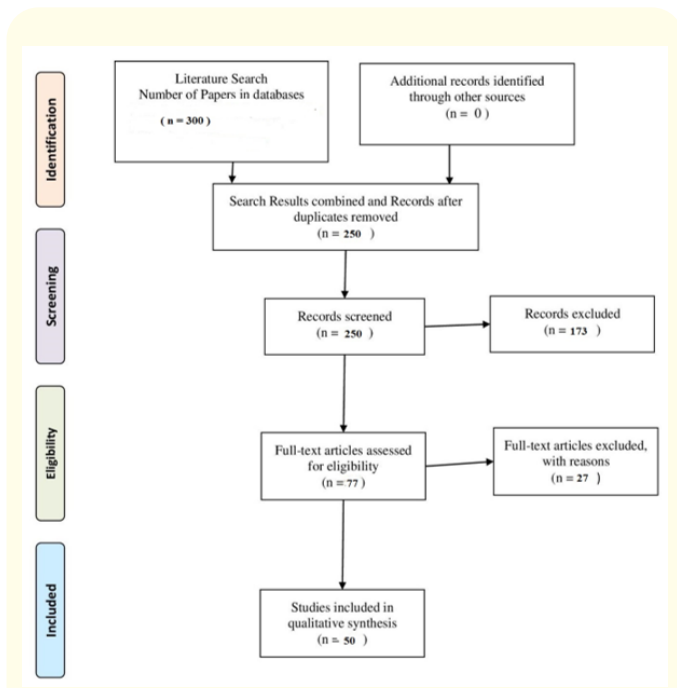 Identification
Literature Search
Number of Papers in databases
( n = 300 )
Additional records identified
through other sources
(n = 0 )
Search Results combined and Records after
duplicates removed
(n = 250 )
Screening
Records screened
(n = 250 )
Records excluded
(n = 173 )
Eligibility
Full-text articles assessed
for eligibility
(n = 77 )
Full-text articles excluded,
with reasons
(n = 27 )
Included
Studies included in
qualitative synthesis
(n = 50 )